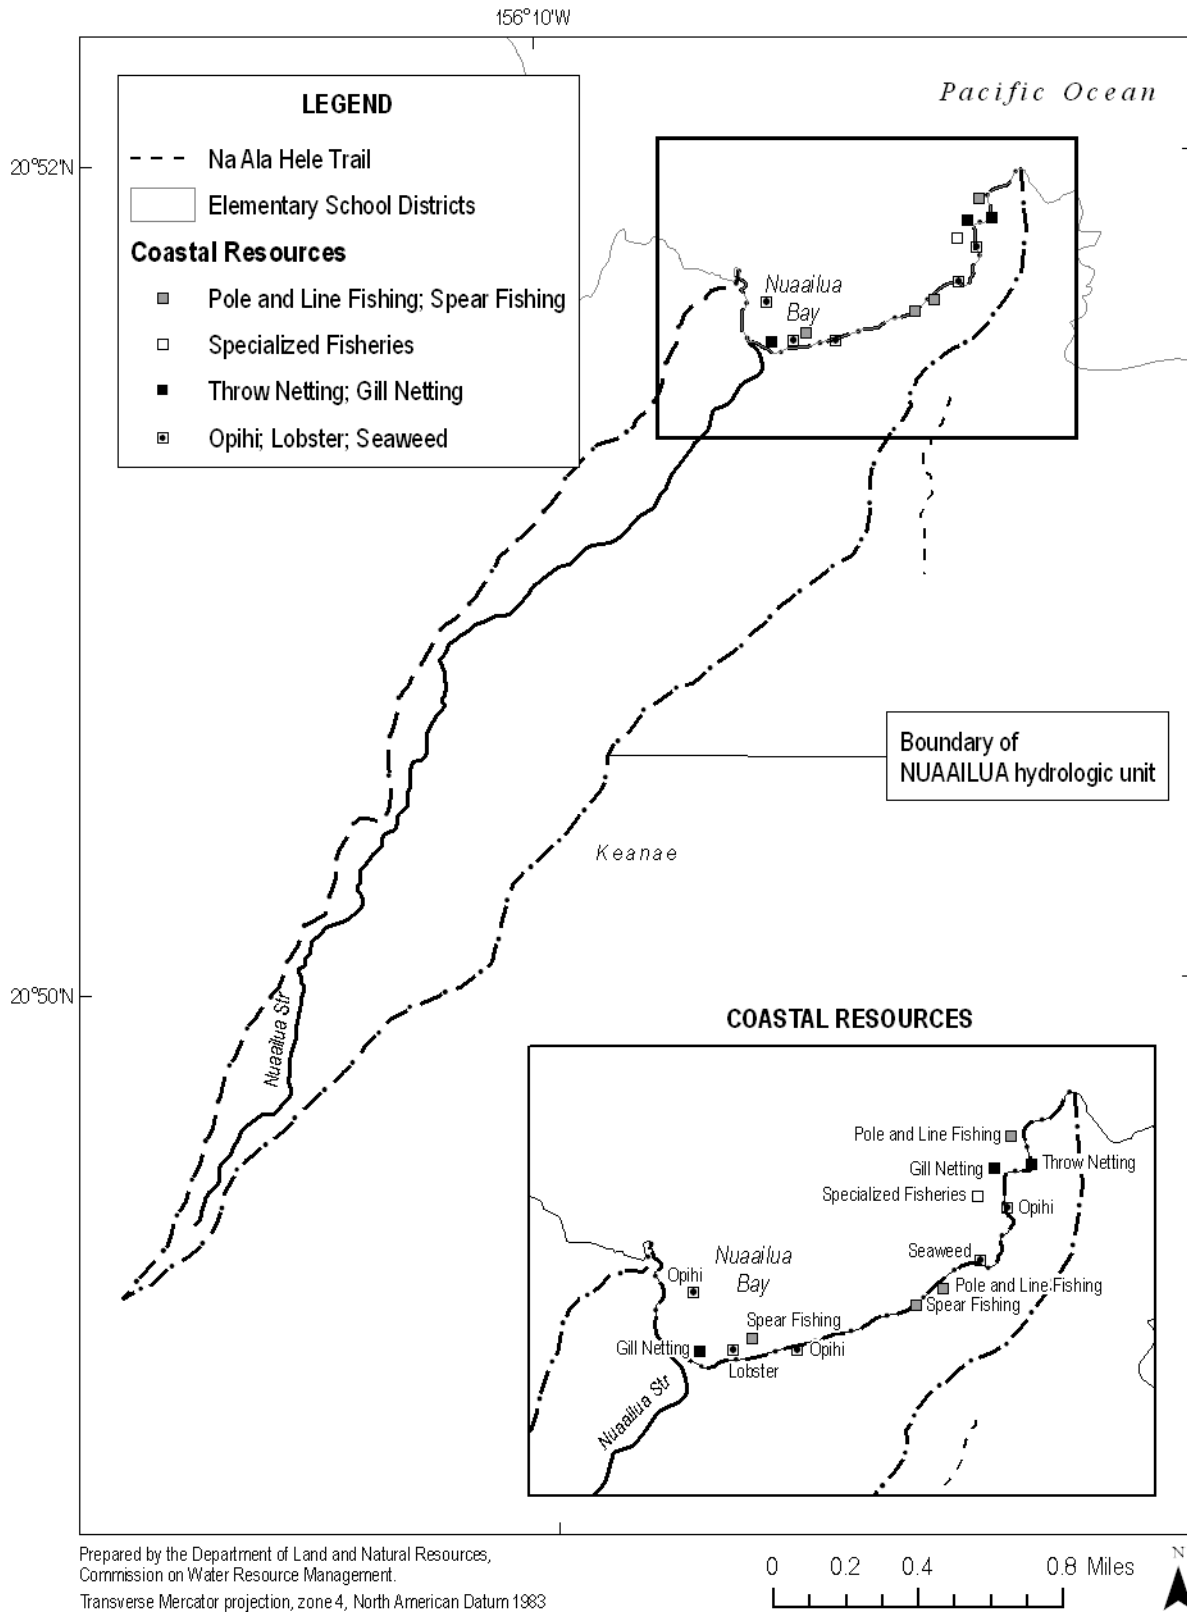 156°10'W
Pacific Ocean
LEGEND
20°52'N
Na Ala Hele Trail
Elementary School Districts
Coastal Resources
Pole and Line Fishing; Spear Fishing
Specialized Fisheries
Throw Netting; Gill Netting
Opihi; Lobster; Seaweed
Nuaailua
Bay
Boundary of
NUAAILUA hydrologic unit
Keanae
20°50'N
Nuaailua Str
COASTAL RESOURCES
Pole and Line Fishing
Gill Netting
Throw Netting
Specialized Fisheries
Opihi
Seaweed
Nuaailua
Bay
Opihi
Pole and Line Fishing
Spear Fishing
Spear Fishing
Gill Netting
Opihi
Lobster
Nuaailua Str
Prepared by the Department of Land and Natural Resources,
Commission on Water Resource Management.
Transverse Mercator projection, zone 4, North American Datum 1983
0 0.2 0.4 0.8 Miles
N